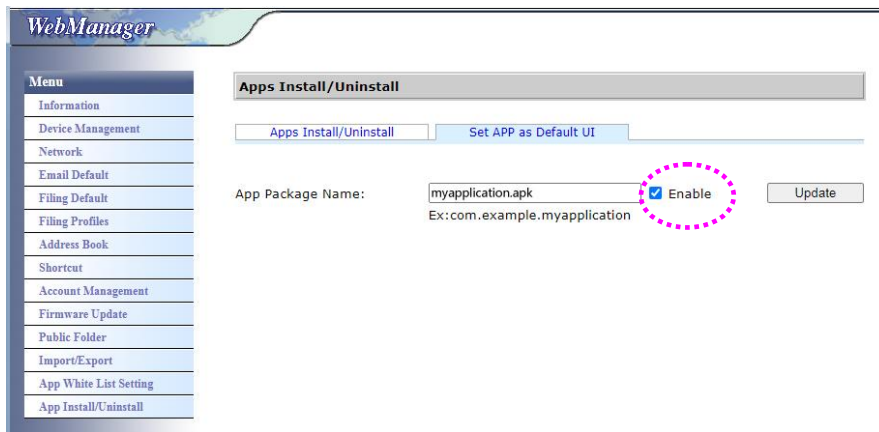 WebManager
Menu
Information
Device Management
Network
Email Default
Filing Default
Filing Profiles
Address Book
Shortcut
Account Management
Firmware Update
Public Folder
Import/Export
App White List Setting
App Install/Uninstall
Apps Install/Uninstall
Apps Install/Uninstall Set APP as Default UI
App Package Name: myapplication.apk Enable Update
Ex:com.example.myapplication